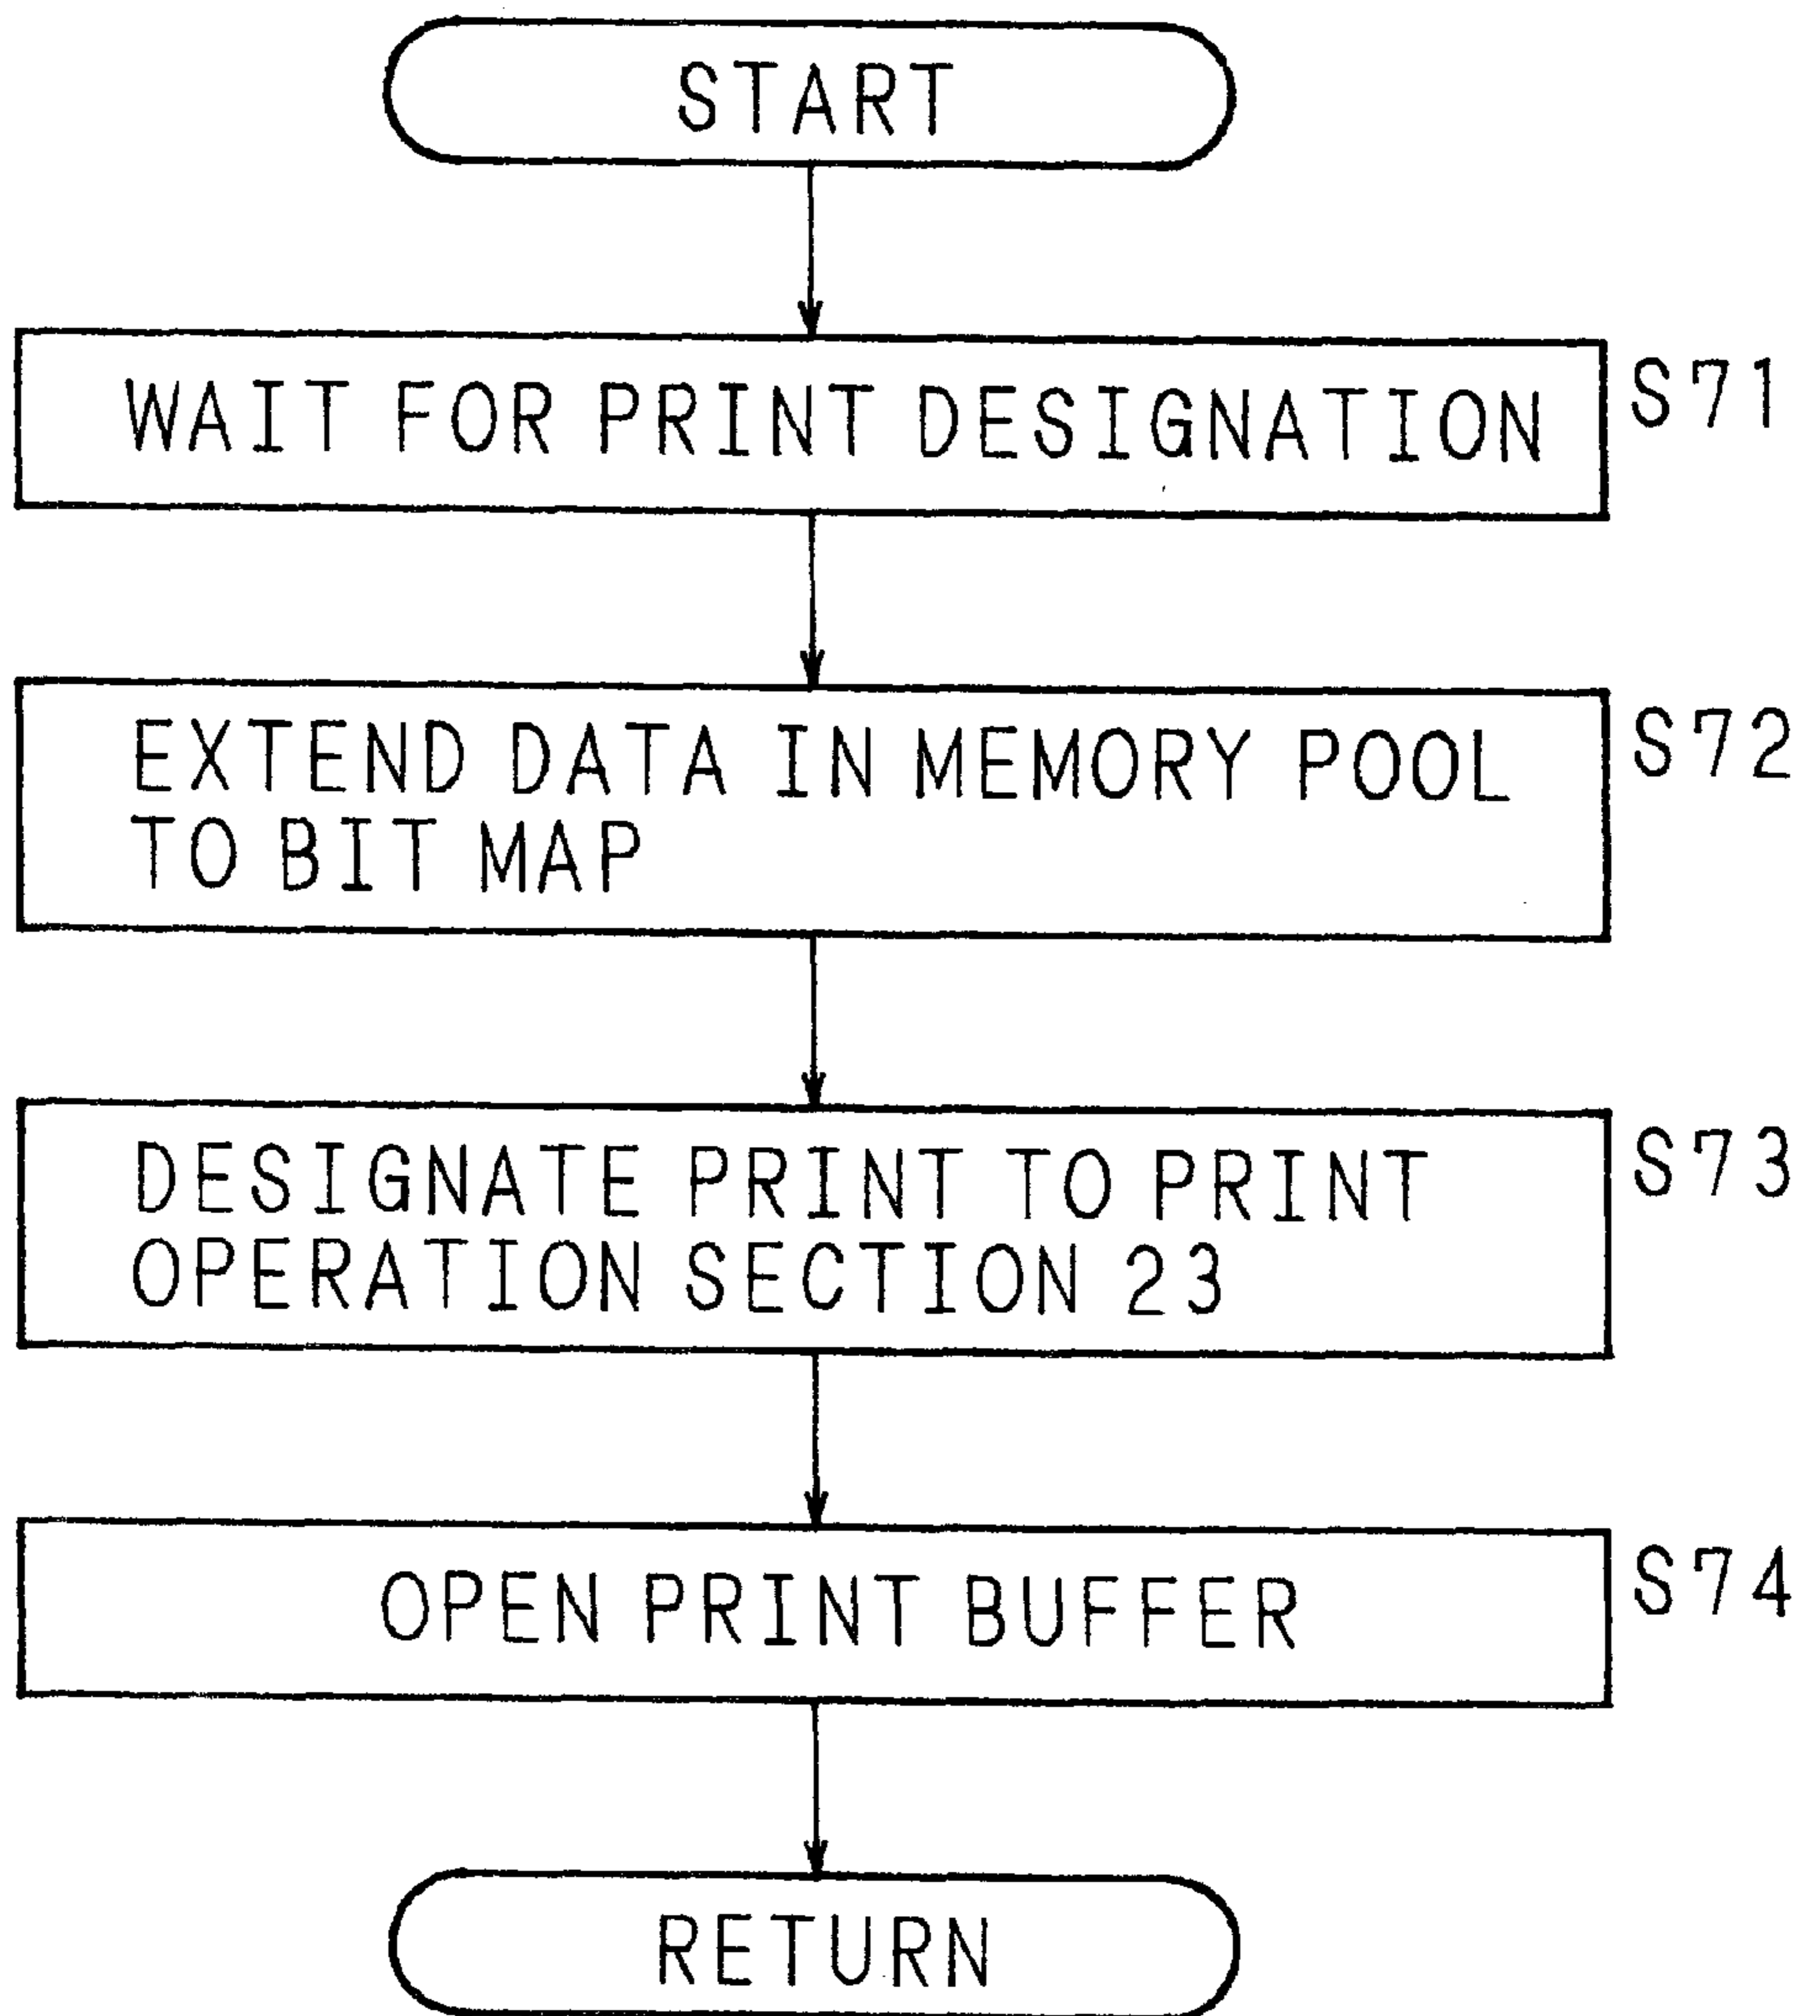 START
WAIT FOR PRINT DESIGNATION
S71
EXTEND DATA IN MEMORY POOL
TO BIT MAP
S72
DESIGNATE PRINT TO PRINT
OPERATION SECTION 23
S73
OPEN PRINT BUFFER
S74
RETURN